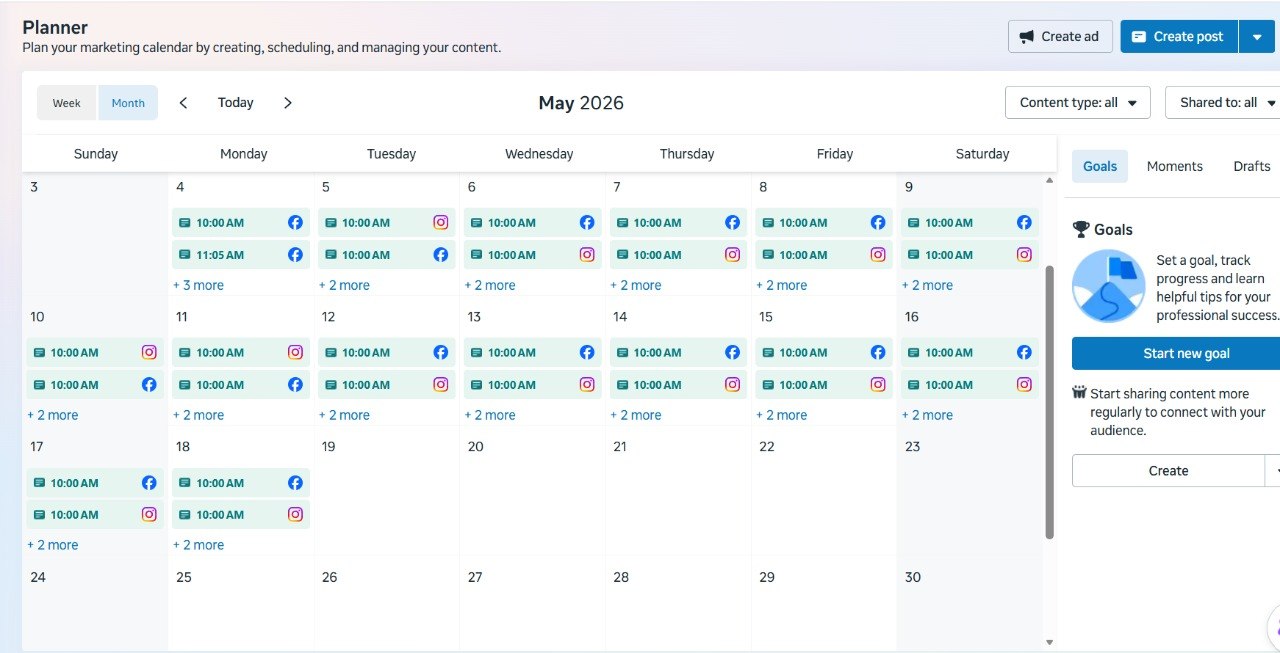 Planner
Plan your marketing calendar by creating, scheduling, and managing your content.
Create ad
Create post
Week
Month
Today
May 2026
Content type: all
Shared to: all
Sunday
Monday
Tuesday
Wednesday
Thursday
Friday
Saturday
3
4
5
6
7
8
9
10:00 AM
10:00 AM
10:00 AM
10:00 AM
10:00 AM
10:00 AM
11:05 AM
10:00 AM
10:00 AM
10:00 AM
10:00 AM
10:00 AM
+ 3 more
+ 2 more
+ 2 more
+ 2 more
+ 2 more
+ 2 more
10
11
12
13
14
15
16
10:00 AM
10:00 AM
10:00 AM
10:00 AM
10:00 AM
10:00 AM
10:00 AM
10:00 AM
10:00 AM
10:00 AM
10:00 AM
10:00 AM
10:00 AM
10:00 AM
+ 2 more
+ 2 more
+ 2 more
+ 2 more
+ 2 more
+ 2 more
+ 2 more
17
18
19
20
21
22
23
10:00 AM
10:00 AM
10:00 AM
10:00 AM
+ 2 more
+ 2 more
24
25
26
27
28
29
30
Goals
Moments
Drafts
Goals
Set a goal, track
progress and learn
helpful tips for your
professional success.
Start new goal
Start sharing content more
regularly to connect with your
audience.
Create